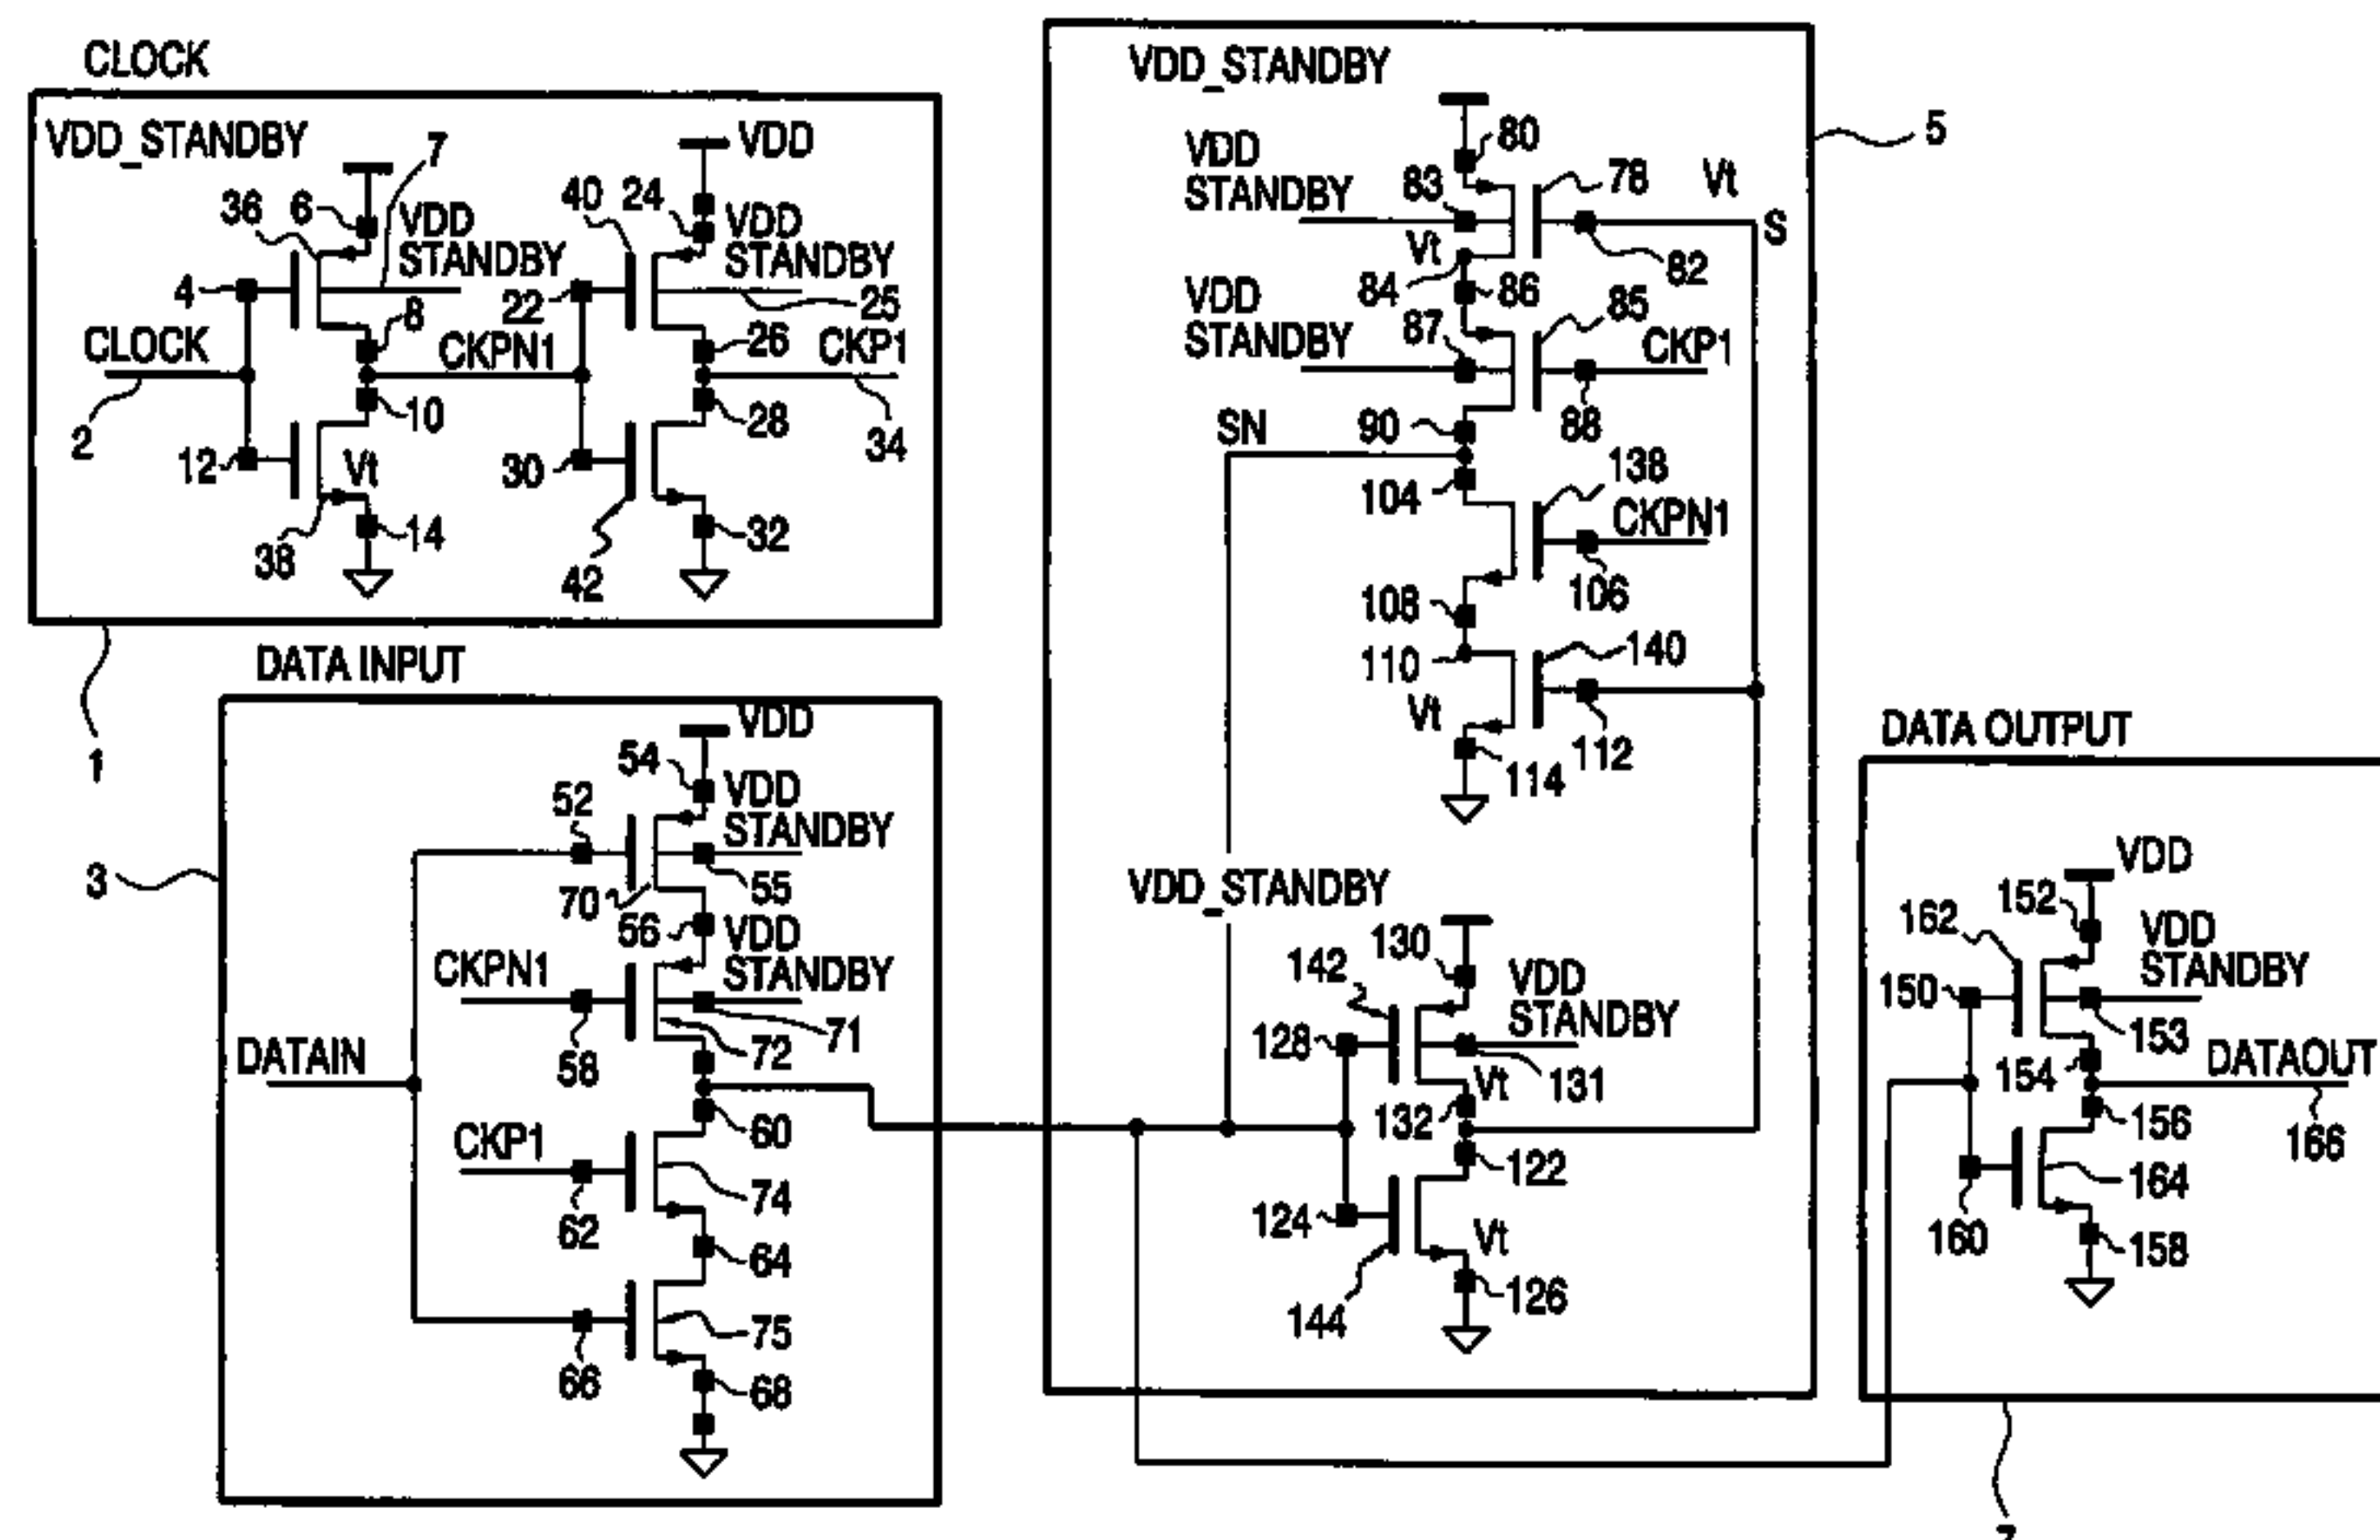 CLOCK
VDD_STANDBY
VDD
7
36
6
VDD
STANDBY
40
24
VDD
STANDBY
4
8
22
25
CLOCK
CKPN1
26
CKP1
2
10
28
34
12
Vt
30
38
14
42
32
1
DATA INPUT
VDD
54
52
VDD
STANDBY
3
70
55
56
VDD
STANDBY
CKPN1
58
72
71
DATAIN
60
CKP1
62
74
64
66
75
68
VDD_STANDBY
5
80
VDD
STANDBY
83
78
Vt
S
Vt
82
84
86
VDD
STANDBY
87
85
CKP1
SN
90
88
104
138
CKPN1
108
106
110
140
Vt
112
114
VDD_STANDBY
142
130
VDD
STANDBY
128
Vt
131
132
122
124
Vt
144
126
DATA OUTPUT
VDD
162
152
VDD
STANDBY
150
153
154
DATAOUT
156
166
164
160
158
7